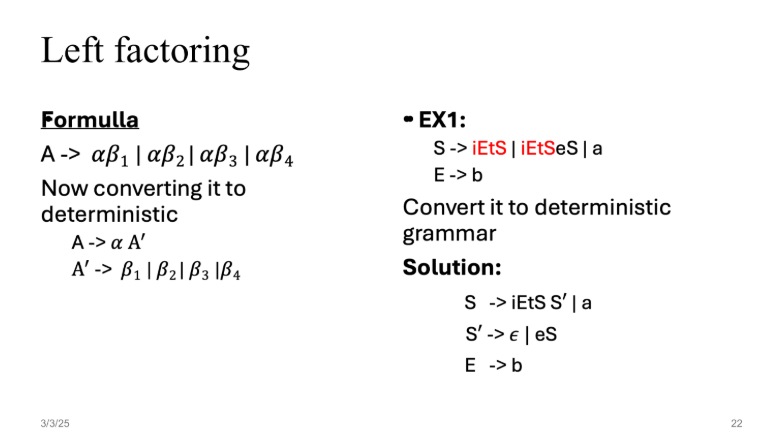 Left factoring
Formulla
A -> αβ₁ | αβ₂ | αβ₃ | αβ₄
Now converting it to
deterministic
A -> α A′
A′ -> β₁ | β₂ | β₃ | β₄
• EX1:
S -> iEtS | iEtSeS | a
E -> b
Convert it to deterministic
grammar
Solution:
S -> iEtS S′ | a
S′ -> ϵ | eS
E -> b
3/3/25
22